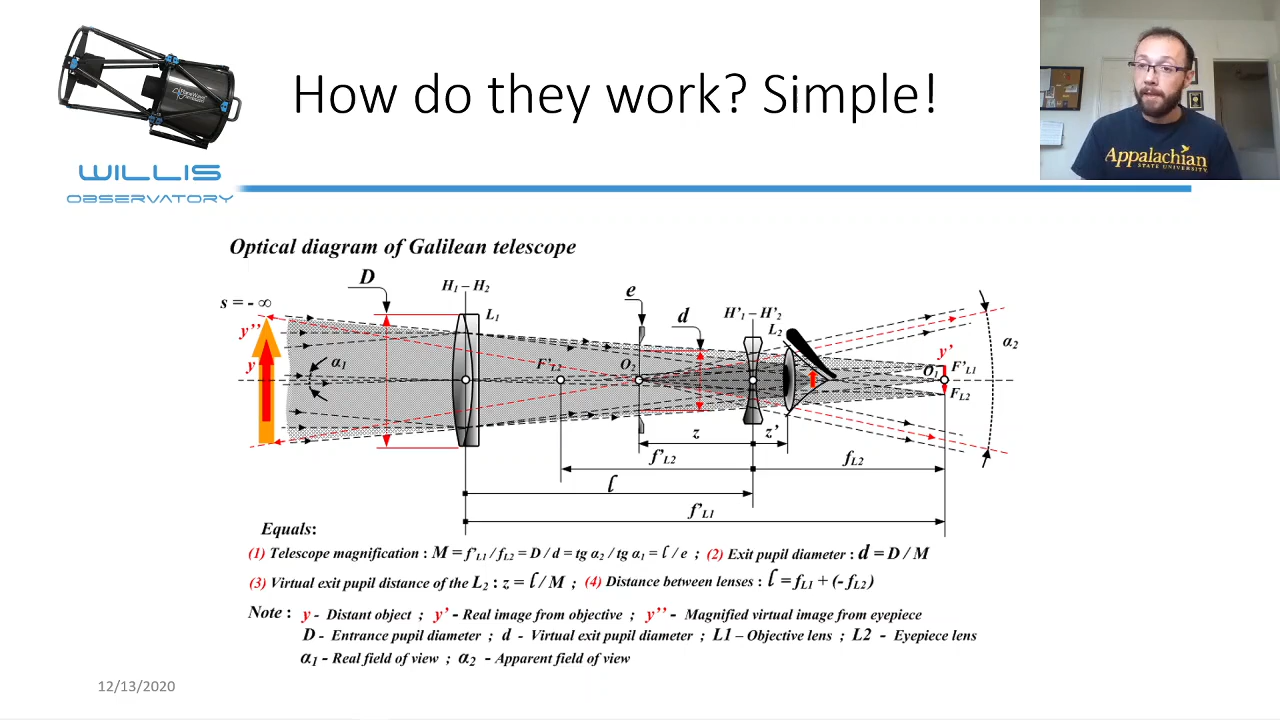 How do they work? Simple!
PlaneWave
WILLIS
OBSERVATORY
Appalachian
STATE UNIVERSITY
Optical diagram of Galilean telescope
s = - ∞
D
H1 – H2
L1
e
d
H'1 – H'2
L2
y''
y
α1
F'L2
O2
y'
O1
F'L1
FL2
α2
z
z'
f'L2
fL2
l
f'L1
Equals:
(1) Telescope magnification : M = f'L1 / fL2 = D / d = tg α2 / tg α1 = l / e ; (2) Exit pupil diameter : d = D / M
(3) Virtual exit pupil distance of the L2 : z = l / M ; (4) Distance between lenses : l = fL1 + (- fL2)
Note : y - Distant object ; y' - Real image from objective ; y'' - Magnified virtual image from eyepiece
D - Entrance pupil diameter ; d - Virtual exit pupil diameter ; L1 – Objective lens ; L2 - Eyepiece lens
α1 - Real field of view ; α2 - Apparent field of view
12/13/2020